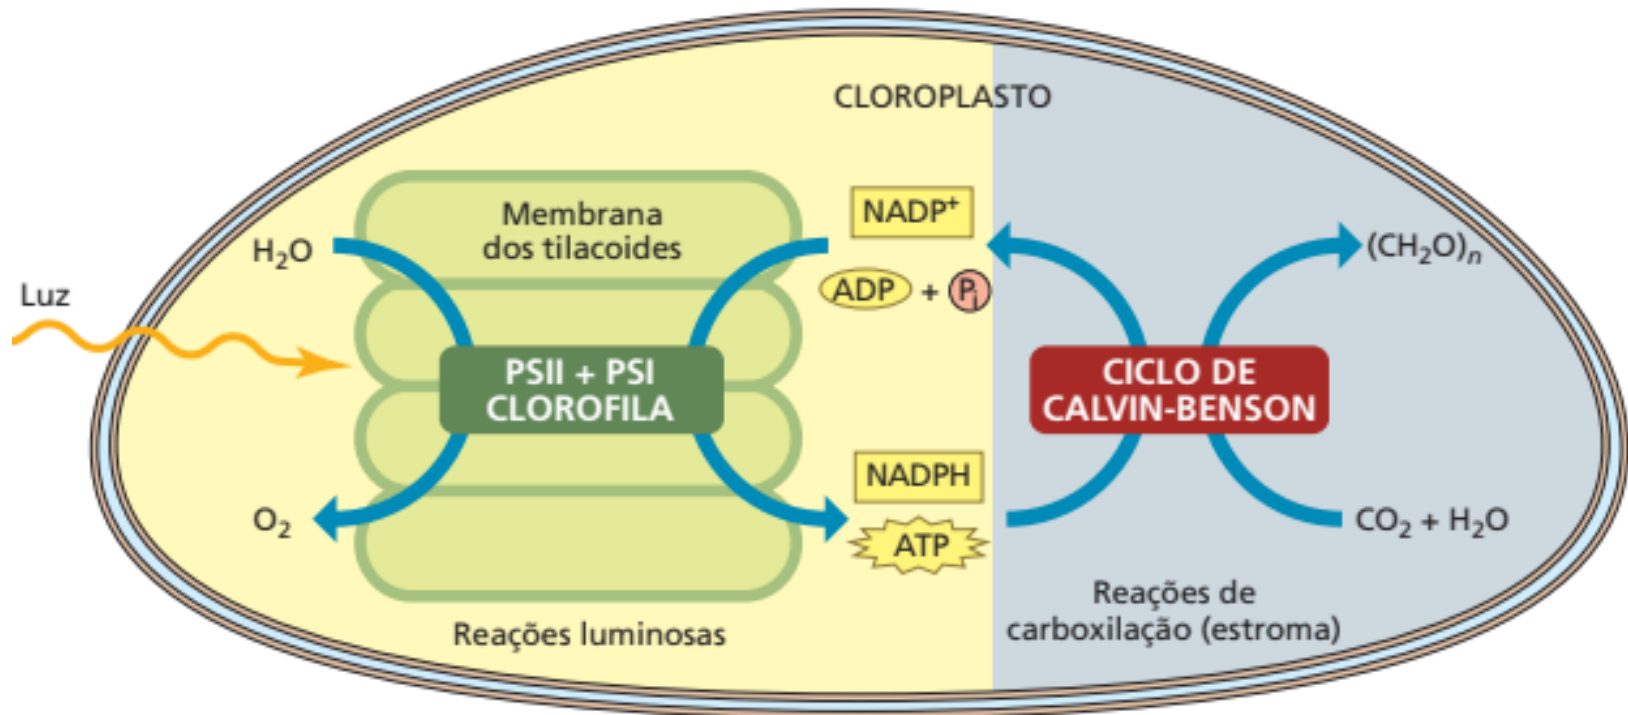 CLOROPLASTO
Luz
H₂O
Membrana
dos tilacoides
NADP⁺
ADP + Pᵢ
(CH₂O)ₙ
PSII + PSI
CLOROFILA
CICLO DE
CALVIN-BENSON
NADPH
ATP
O₂
CO₂ + H₂O
Reações luminosas
Reações de
carboxilação (estroma)